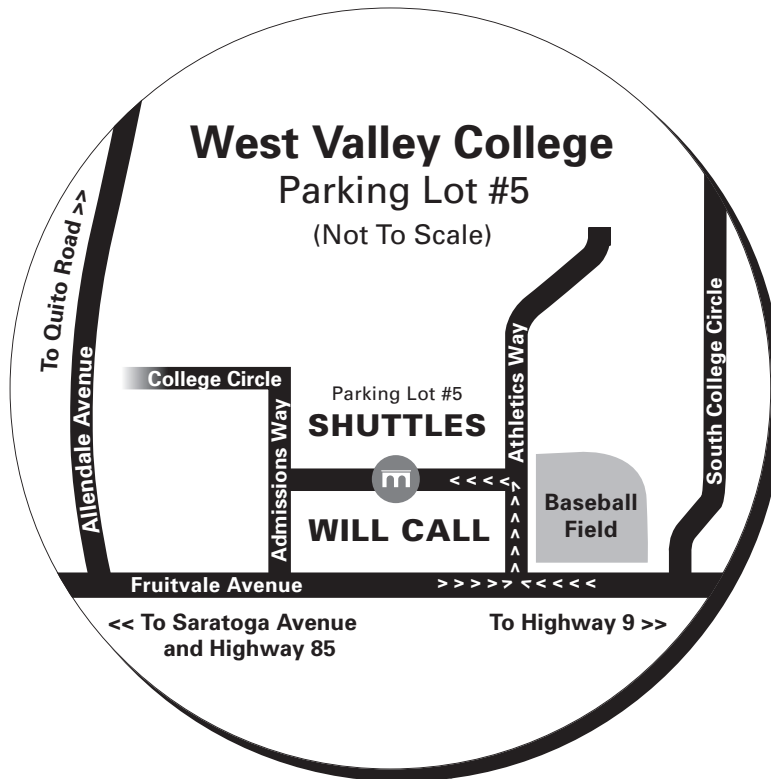 West Valley College
Parking Lot #5
(Not To Scale)
To Quito Road >>
Allendale Avenue
College Circle
Admissions Way
Parking Lot #5
SHUTTLES
m
WILL CALL
Athletics Way
South College Circle
Baseball
Field
< < < <
< < < < < < <
Fruitvale Avenue
> > > > > > < < < < < <
<< To Saratoga Avenue
and Highway 85
To Highway 9 >>